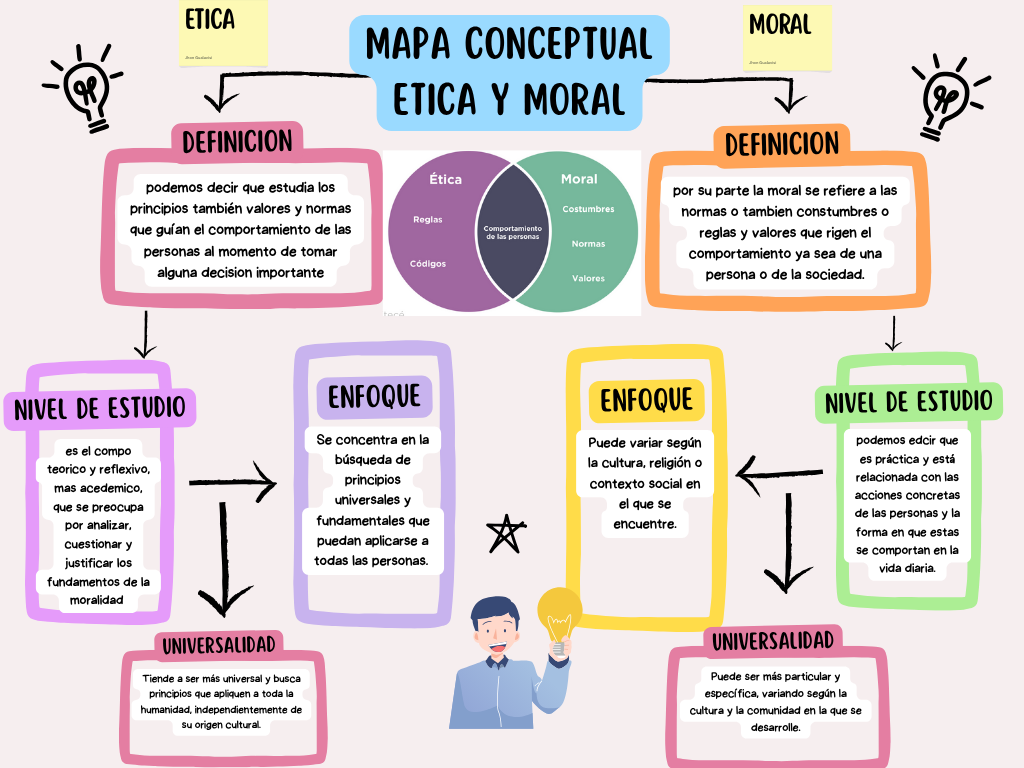 ETICA
MORAL
MAPA CONCEPTUAL
ETICA Y MORAL
DEFINICION
podemos decir que estudia los
principios también valores y normas
que guían el comportamiento de las
personas al momento de tomar
alguna decision importante
Ética
Reglas
Códigos
Comportamiento
de las personas
Moral
Costumbres
Normas
Valores
DEFINICION
por su parte la moral se refiere a las
normas o tambien constumbres o
reglas y valores que rigen el
comportamiento ya sea de una
persona o de la sociedad.
NIVEL DE ESTUDIO
es el compo
teorico y reflexivo,
mas acedemico,
que se preocupa
por analizar,
cuestionar y
justificar los
fundamentos de la
moralidad
ENFOQUE
Se concentra en la
búsqueda de
principios
universales y
fundamentales que
puedan aplicarse a
todas las personas.
ENFOQUE
Puede variar según
la cultura, religión o
contexto social en
el que se
encuentre.
NIVEL DE ESTUDIO
podemos edcir que
es práctica y está
relacionada con las
acciones concretas
de las personas y la
forma en que estas
se comportan en la
vida diaria.
UNIVERSALIDAD
Tiende a ser más universal y busca
principios que apliquen a toda la
humanidad, independientemente de
su origen cultural.
UNIVERSALIDAD
Puede ser más particular y
específica, variando según la
cultura y la comunidad en la que se
desarrolle.